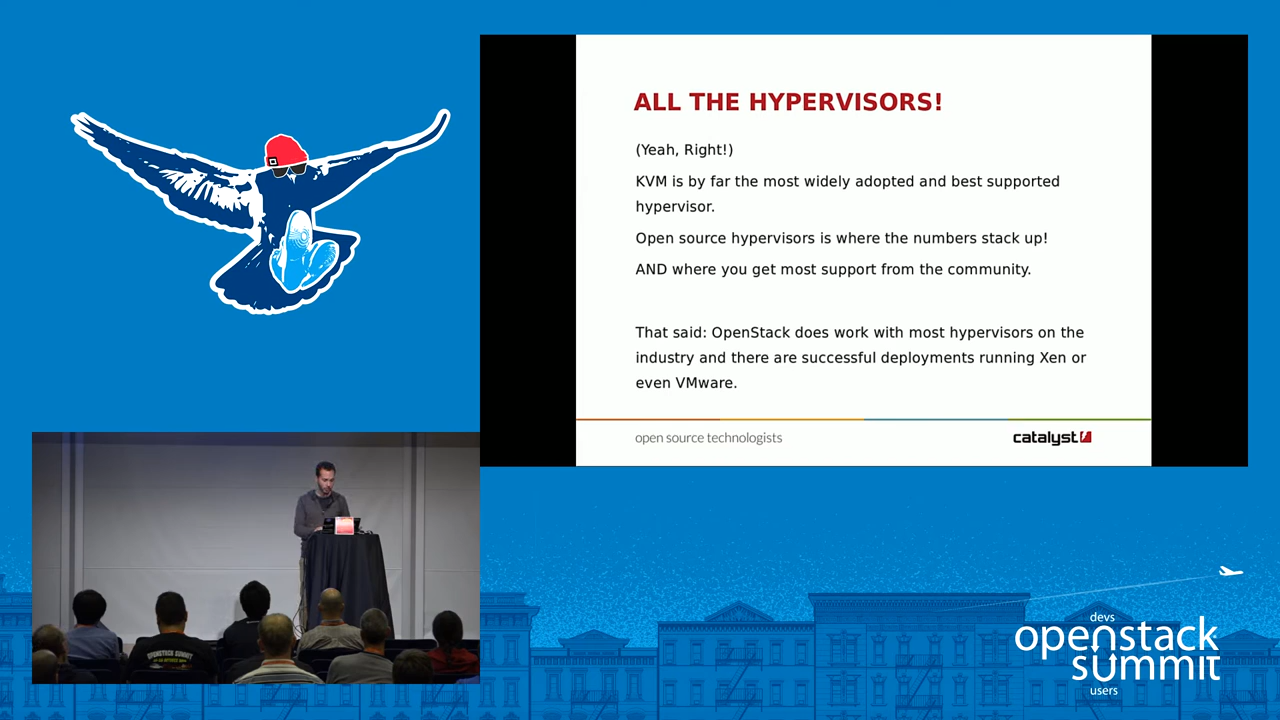 ALL THE HYPERVISORS!
(Yeah, Right!)
KVM is by far the most widely adopted and best supported
hypervisor.
Open source hypervisors is where the numbers stack up!
AND where you get most support from the community.
That said: OpenStack does work with most hypervisors on the
industry and there are successful deployments running Xen or
even VMware.
open source technologists
catalyst
OPENSTACK SUMMIT
devs
openstack
summit
users